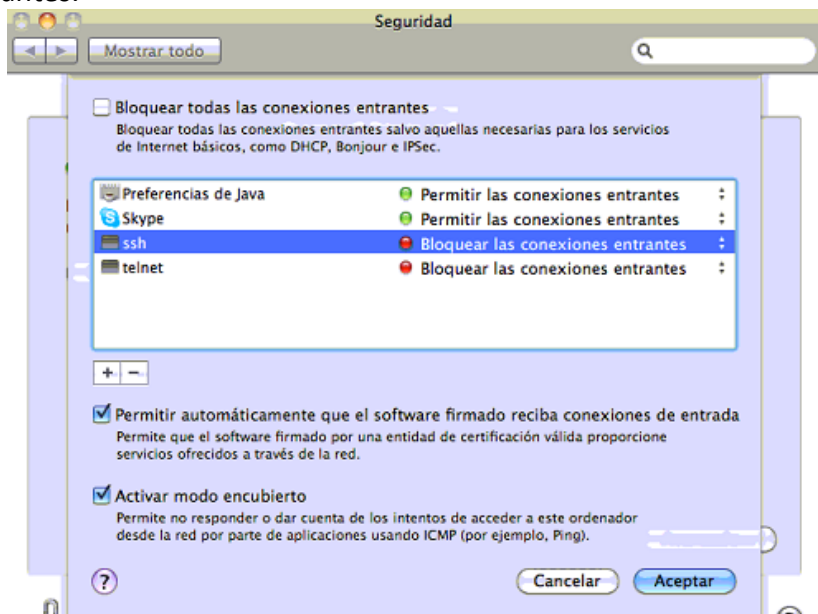 antes.
Seguridad
Mostrar todo
Bloquear todas las conexiones entrantes
Bloquear todas las conexiones entrantes salvo aquellas necesarias para los servicios
de Internet básicos, como DHCP, Bonjour e IPSec.
Preferencias de Java Permitir las conexiones entrantes
Skype Permitir las conexiones entrantes
ssh Bloquear las conexiones entrantes
telnet Bloquear las conexiones entrantes
+ −
Permitir automáticamente que el software firmado reciba conexiones de entrada
Permite que el software firmado por una entidad de certificación válida proporcione
servicios ofrecidos a través de la red.
Activar modo encubierto
Permite no responder o dar cuenta de los intentos de acceder a este ordenador
desde la red por parte de aplicaciones usando ICMP (por ejemplo, Ping).
? Cancelar Aceptar